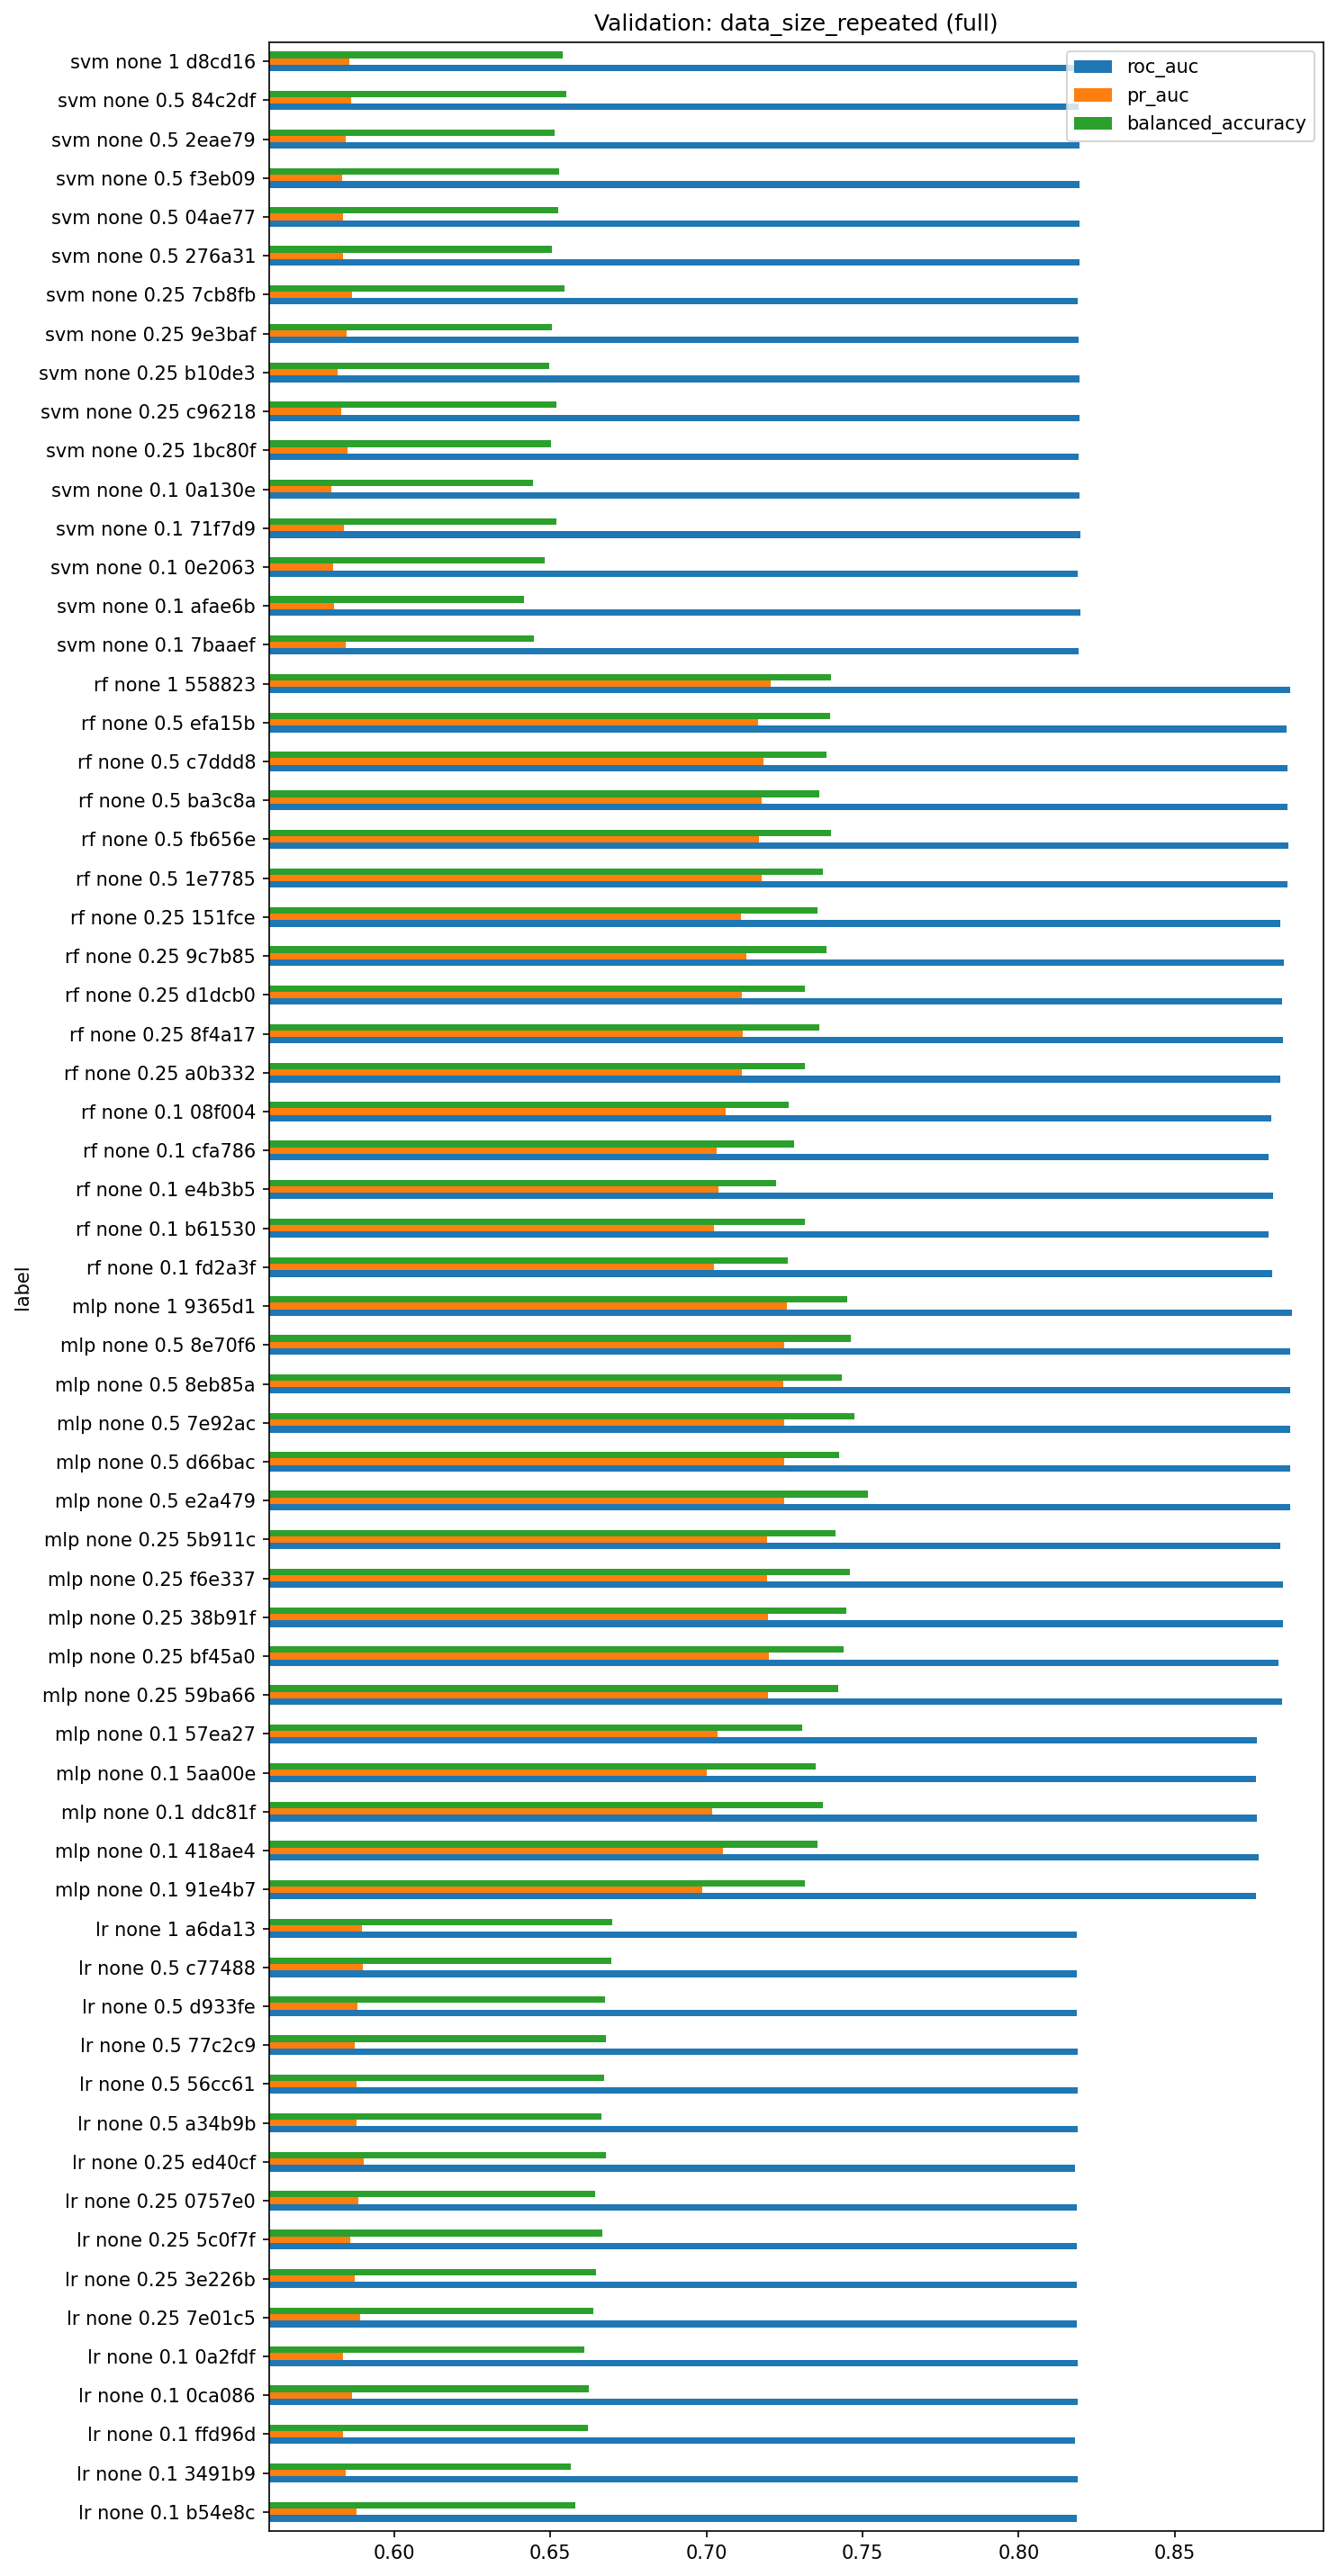 Validation: data_size_repeated (full)
roc_auc
pr_auc
balanced_accuracy
label
svm none 1 d8cd16
svm none 0.5 84c2df
svm none 0.5 2eae79
svm none 0.5 f3eb09
svm none 0.5 04ae77
svm none 0.5 276a31
svm none 0.25 7cb8fb
svm none 0.25 9e3baf
svm none 0.25 b10de3
svm none 0.25 c96218
svm none 0.25 1bc80f
svm none 0.1 0a130e
svm none 0.1 71f7d9
svm none 0.1 0e2063
svm none 0.1 afae6b
svm none 0.1 7baaef
rf none 1 558823
rf none 0.5 efa15b
rf none 0.5 c7ddd8
rf none 0.5 ba3c8a
rf none 0.5 fb656e
rf none 0.5 1e7785
rf none 0.25 151fce
rf none 0.25 9c7b85
rf none 0.25 d1dcb0
rf none 0.25 8f4a17
rf none 0.25 a0b332
rf none 0.1 08f004
rf none 0.1 cfa786
rf none 0.1 e4b3b5
rf none 0.1 b61530
rf none 0.1 fd2a3f
mlp none 1 9365d1
mlp none 0.5 8e70f6
mlp none 0.5 8eb85a
mlp none 0.5 7e92ac
mlp none 0.5 d66bac
mlp none 0.5 e2a479
mlp none 0.25 5b911c
mlp none 0.25 f6e337
mlp none 0.25 38b91f
mlp none 0.25 bf45a0
mlp none 0.25 59ba66
mlp none 0.1 57ea27
mlp none 0.1 5aa00e
mlp none 0.1 ddc81f
mlp none 0.1 418ae4
mlp none 0.1 91e4b7
lr none 1 a6da13
lr none 0.5 c77488
lr none 0.5 d933fe
lr none 0.5 77c2c9
lr none 0.5 56cc61
lr none 0.5 a34b9b
lr none 0.25 ed40cf
lr none 0.25 0757e0
lr none 0.25 5c0f7f
lr none 0.25 3e226b
lr none 0.25 7e01c5
lr none 0.1 0a2fdf
lr none 0.1 0ca086
lr none 0.1 ffd96d
lr none 0.1 3491b9
lr none 0.1 b54e8c
0.60 0.65 0.70 0.75 0.80 0.85